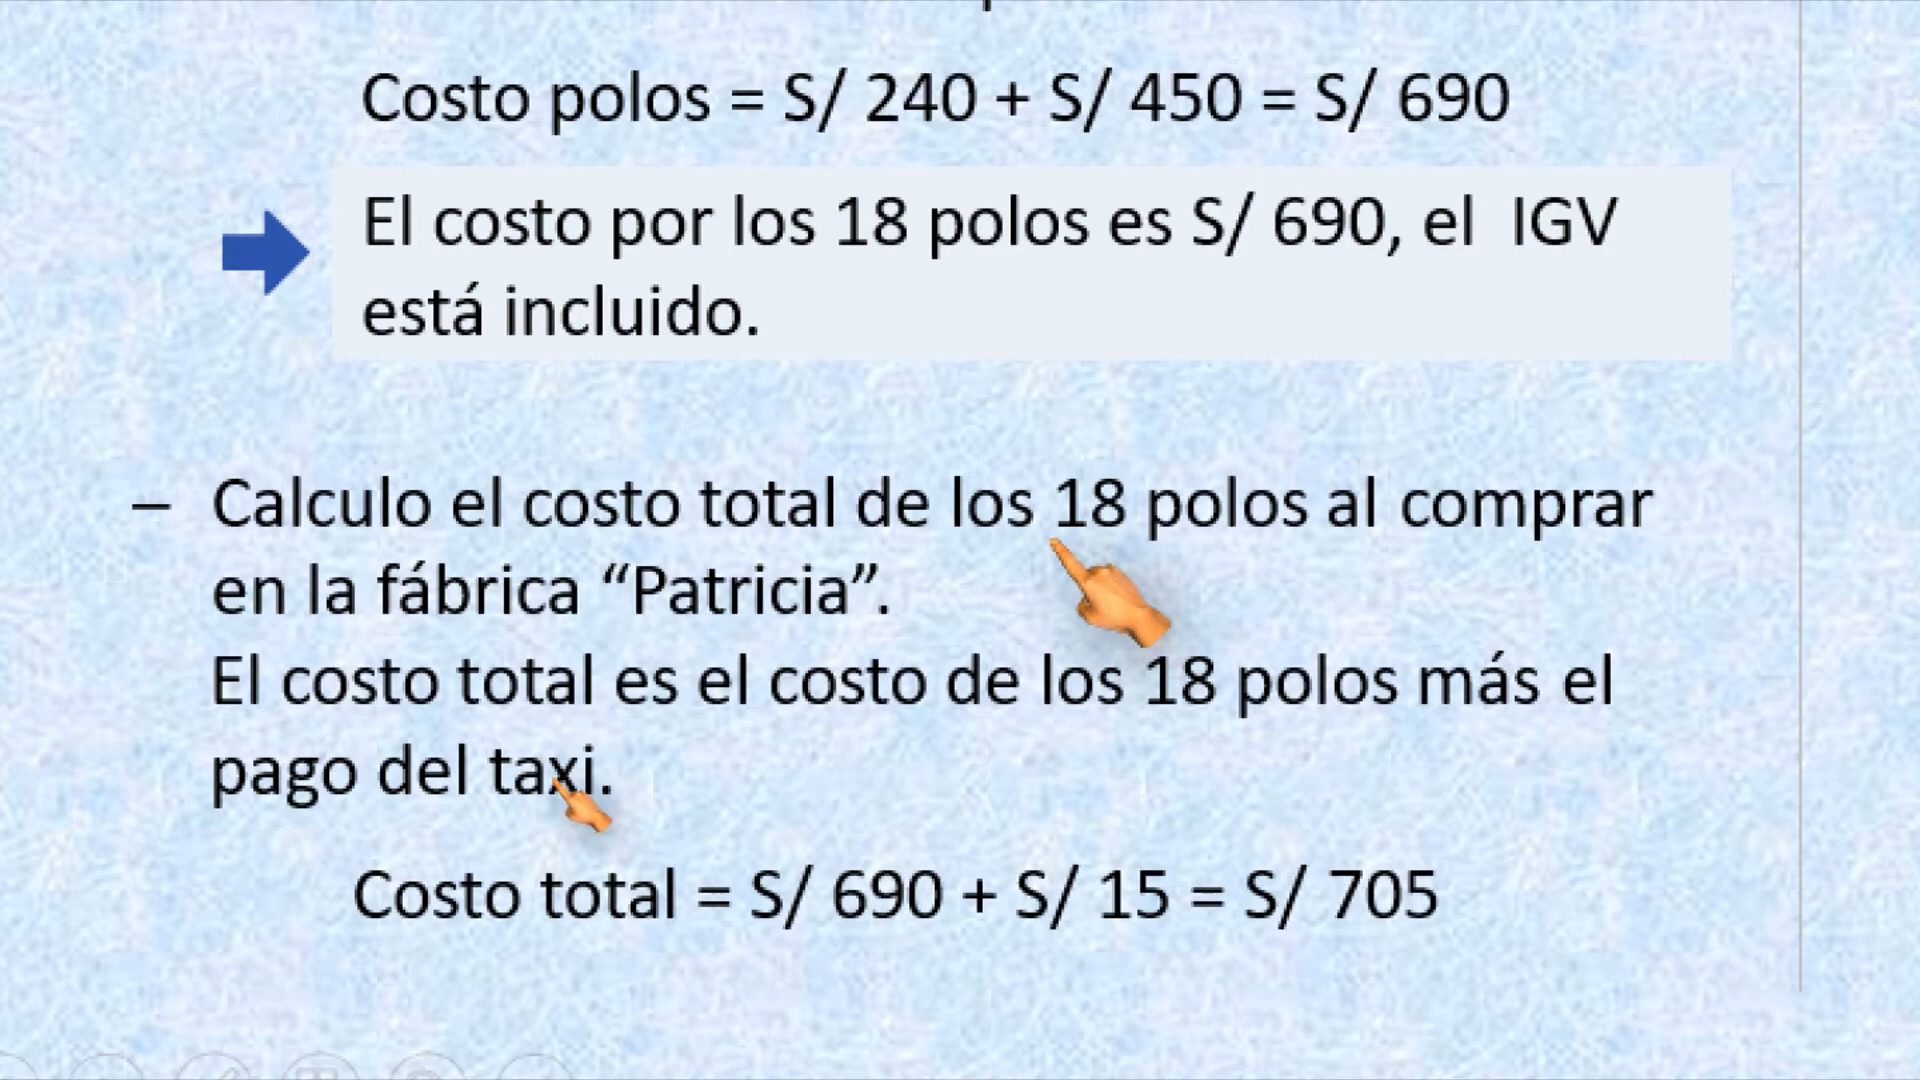 Costo polos = S/ 240 + S/ 450 = S/ 690
El costo por los 18 polos es S/ 690, el IGV
está incluido.
– Calculo el costo total de los 18 polos al comprar
en la fábrica “Patricia”.
El costo total es el costo de los 18 polos más el
pago del taxi.
Costo total = S/ 690 + S/ 15 = S/ 705